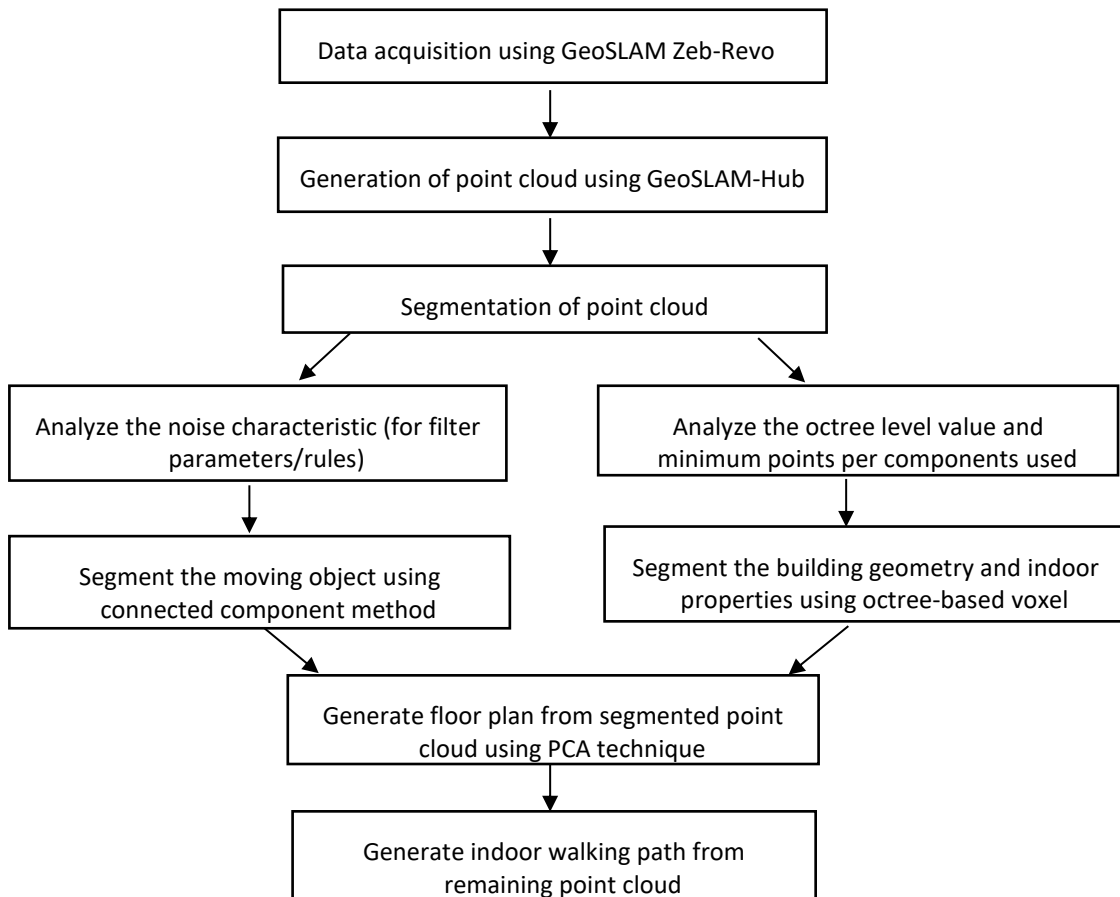 Data acquisition using GeoSLAM Zeb-Revo
Generation of point cloud using GeoSLAM-Hub
Segmentation of point cloud
Analyze the noise characteristic (for filter
parameters/rules)
Analyze the octree level value and
minimum points per components used
Segment the moving object using
connected component method
Segment the building geometry and indoor
properties using octree-based voxel
Generate floor plan from segmented point
cloud using PCA technique
Generate indoor walking path from
remaining point cloud